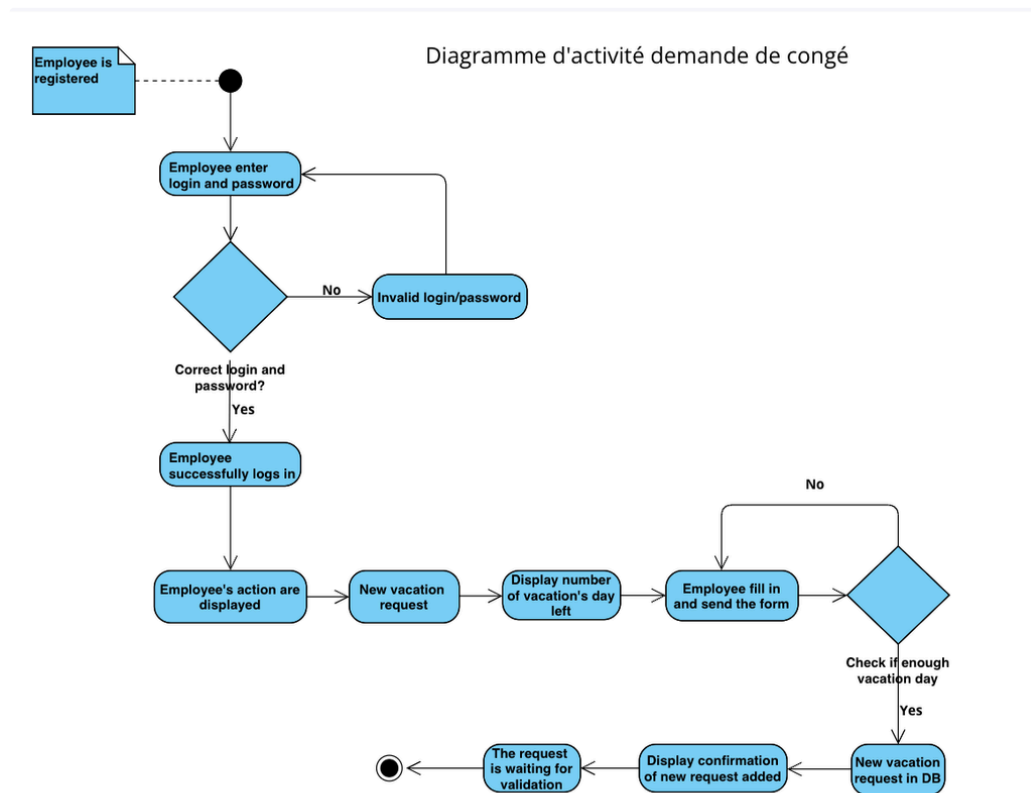 Diagramme d'activité demande de congé
Employee is
registered
Employee enter
login and password
No
Invalid login/password
Correct login and
password?
Yes
Employee
successfully logs in
No
Employee's action are
displayed
New vacation
request
Display number
of vacation's day
left
Employee fill in
and send the form
Check if enough
vacation day
Yes
New vacation
request in DB
Display confirmation
of new request added
The request
is waiting for
validation